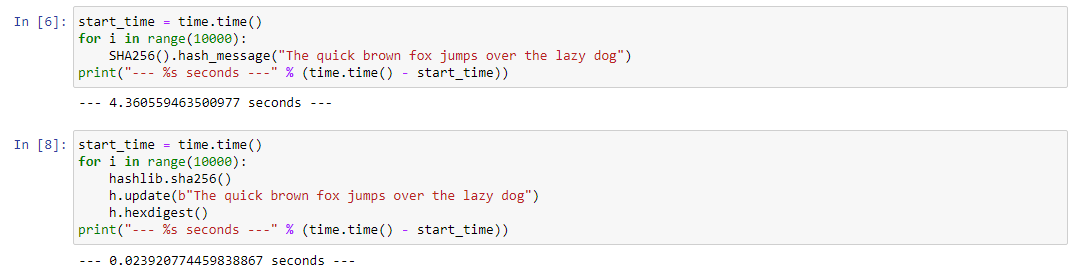 In [6]: start_time = time.time()
for i in range(10000):
    SHA256().hash_message("The quick brown fox jumps over the lazy dog")
print("--- %s seconds ---" % (time.time() - start_time))
--- 4.360559463500977 seconds ---
In [8]: start_time = time.time()
for i in range(10000):
    hashlib.sha256()
    h.update(b"The quick brown fox jumps over the lazy dog")
    h.hexdigest()
print("--- %s seconds ---" % (time.time() - start_time))
--- 0.023920774459838867 seconds ---